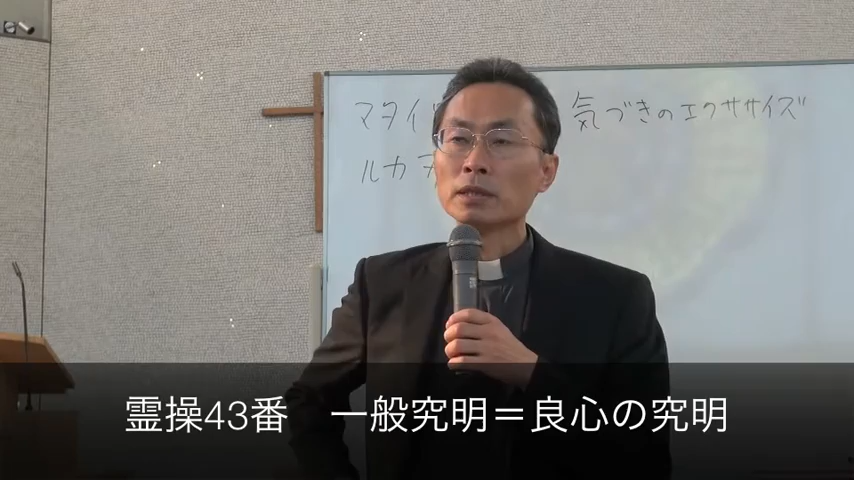 マタイ
気づきのエクササイズ
ルカ
霊操43番　一般究明＝良心の究明